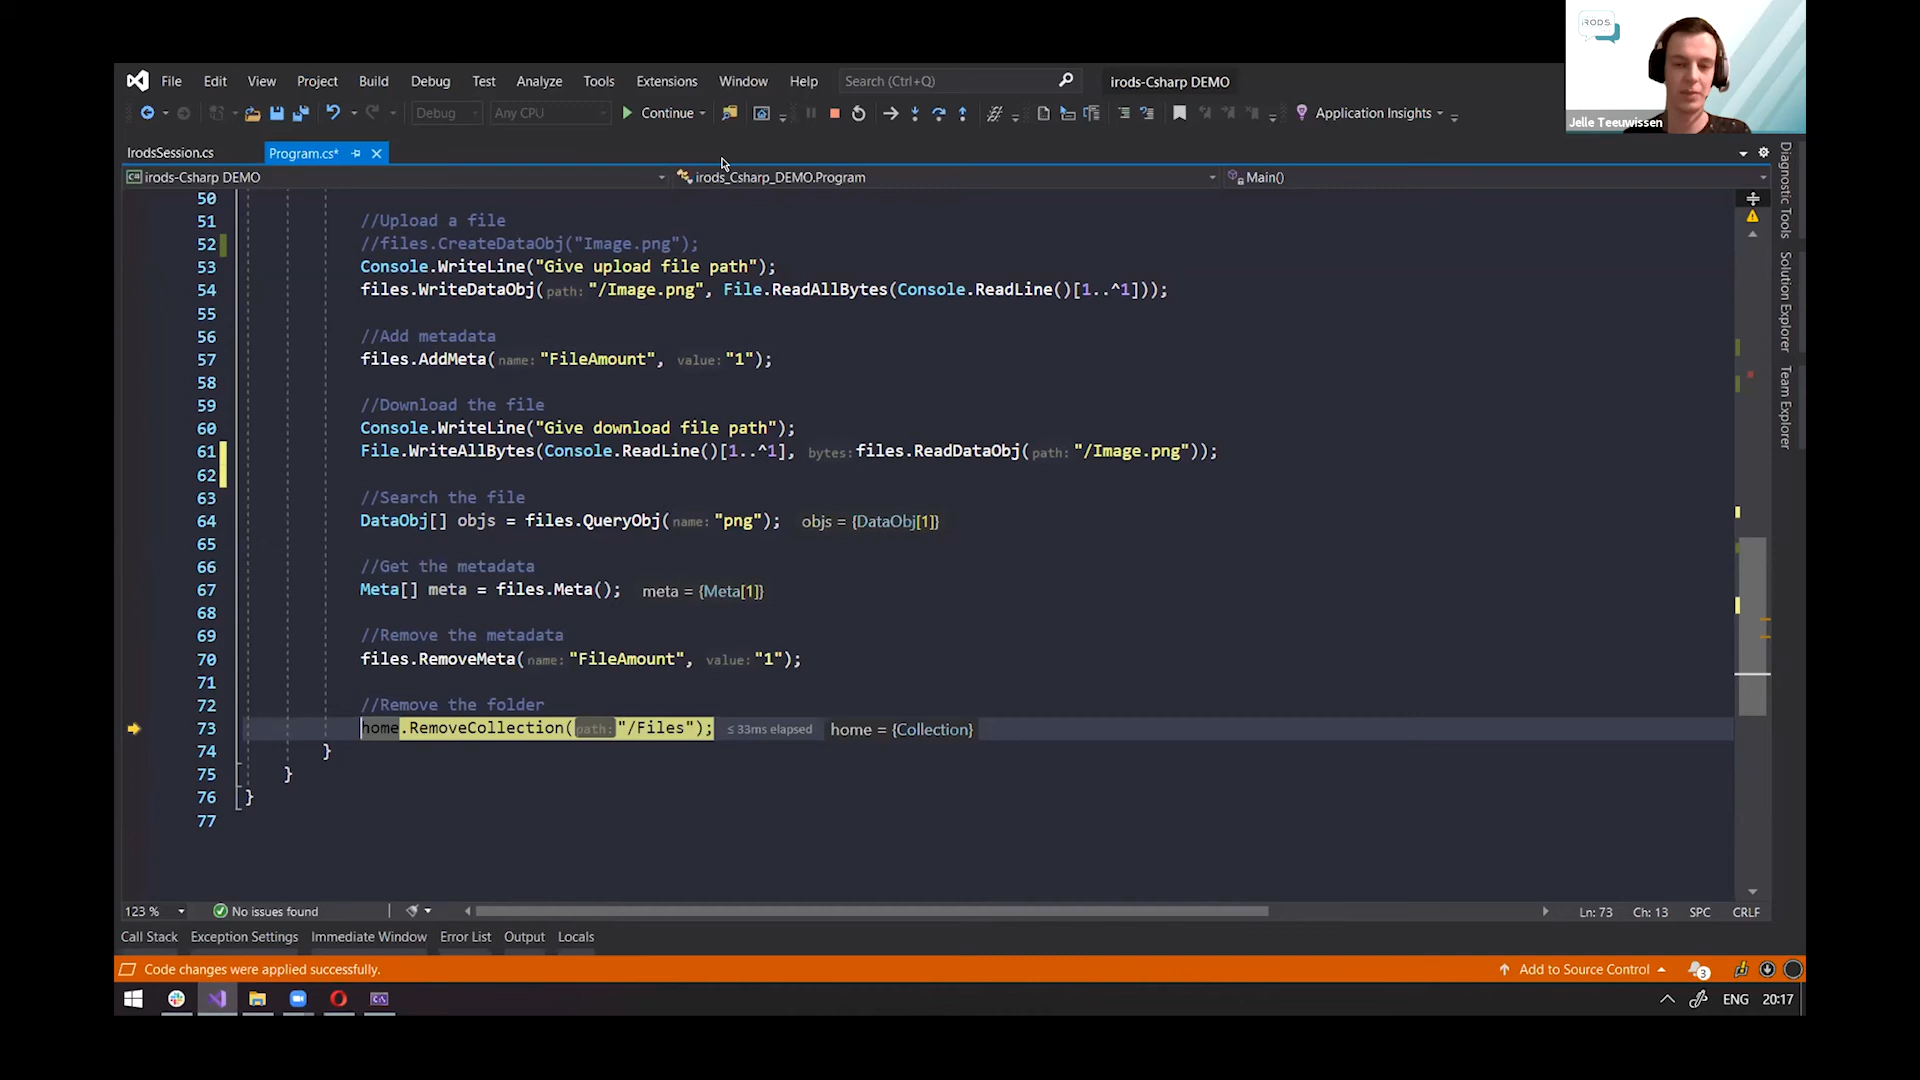 iRODS
Jelle Teeuwissen
File Edit View Project Build Debug Test Analyze Tools Extensions Window Help Search (Ctrl+Q) irods-Csharp DEMO
Debug Any CPU Continue Application Insights
IrodsSession.cs Program.cs*
irods-Csharp DEMO irods_Csharp_DEMO.Program Main()
50
51 //Upload a file
52 //files.CreateDataObj("Image.png");
53 Console.WriteLine("Give upload file path");
54 files.WriteDataObj(path: "/Image.png", File.ReadAllBytes(Console.ReadLine()[1..^1]));
55
56 //Add metadata
57 files.AddMeta(name: "FileAmount", value: "1");
58
59 //Download the file
60 Console.WriteLine("Give download file path");
61 File.WriteAllBytes(Console.ReadLine()[1..^1], bytes: files.ReadDataObj(path: "/Image.png"));
62
63 //Search the file
64 DataObj[] objs = files.QueryObj(name: "png"); objs = {DataObj[1]}
65
66 //Get the metadata
67 Meta[] meta = files.Meta(); meta = {Meta[1]}
68
69 //Remove the metadata
70 files.RemoveMeta(name: "FileAmount", value: "1");
71
72 //Remove the folder
73 home.RemoveCollection(path: "/Files"); ≤ 33ms elapsed home = {Collection}
74 }
75 }
76 }
77
Diagnostic Tools
Solution Explorer
Team Explorer
123 % No issues found Ln: 73 Ch: 13 SPC CRLF
Call Stack Exception Settings Immediate Window Error List Output Locals
Code changes were applied successfully. Add to Source Control 3
ENG 20:17